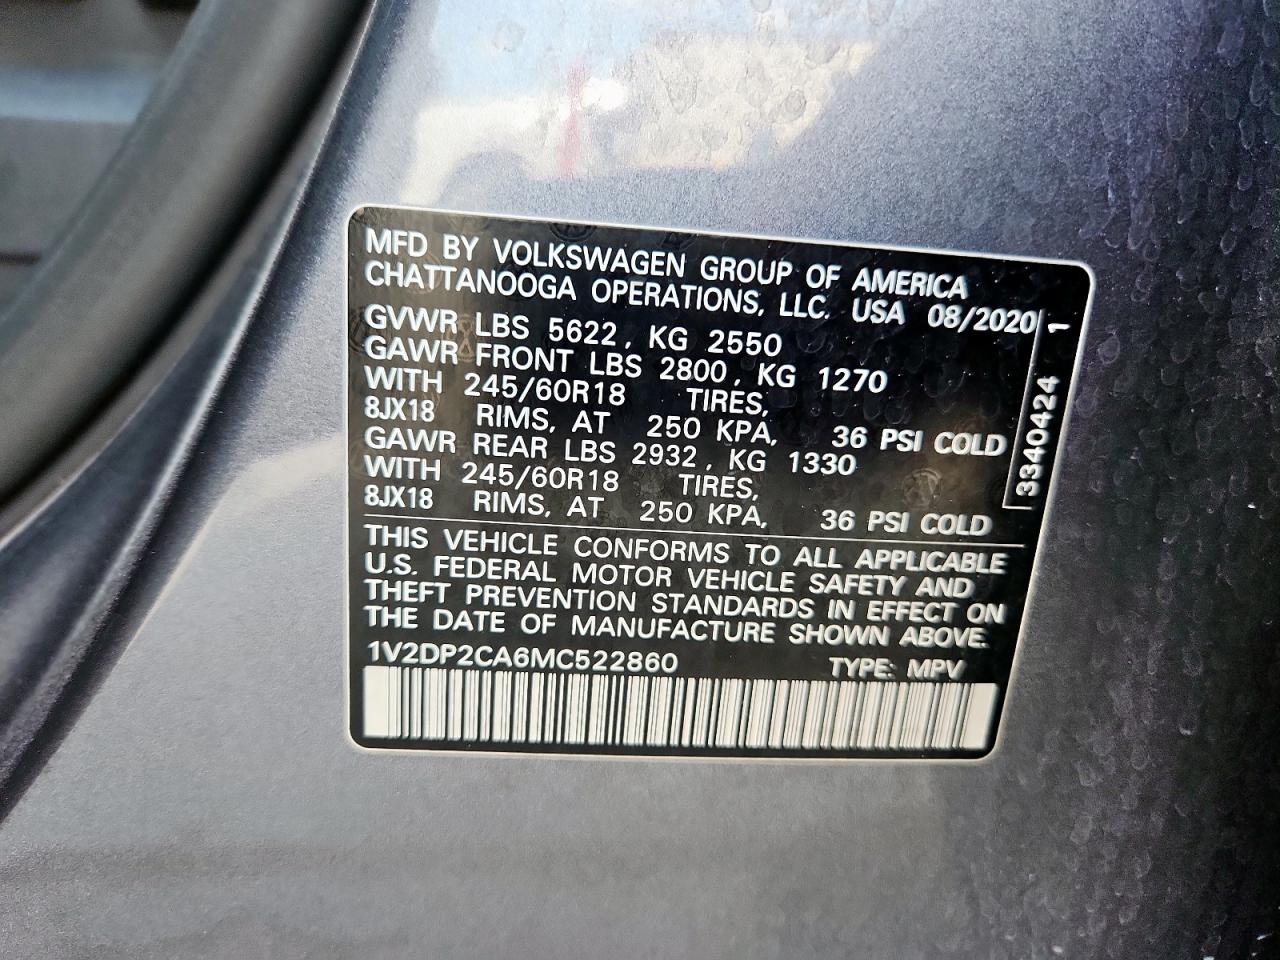 MFD BY VOLKSWAGEN GROUP OF AMERICA
CHATTANOOGA OPERATIONS, LLC. USA 08/2020
GVWR LBS 5622, KG 2550
GAWR FRONT LBS 2800, KG 1270
WITH 245/60R18 TIRES,
8JX18 RIMS, AT 250 KPA, 36 PSI COLD
GAWR REAR LBS 2932, KG 1330
WITH 245/60R18 TIRES,
8JX18 RIMS, AT 250 KPA, 36 PSI COLD
3340424 1
THIS VEHICLE CONFORMS TO ALL APPLICABLE
U.S. FEDERAL MOTOR VEHICLE SAFETY AND
THEFT PREVENTION STANDARDS IN EFFECT ON
THE DATE OF MANUFACTURE SHOWN ABOVE.
1V2DP2CA6MC522860 TYPE: MPV